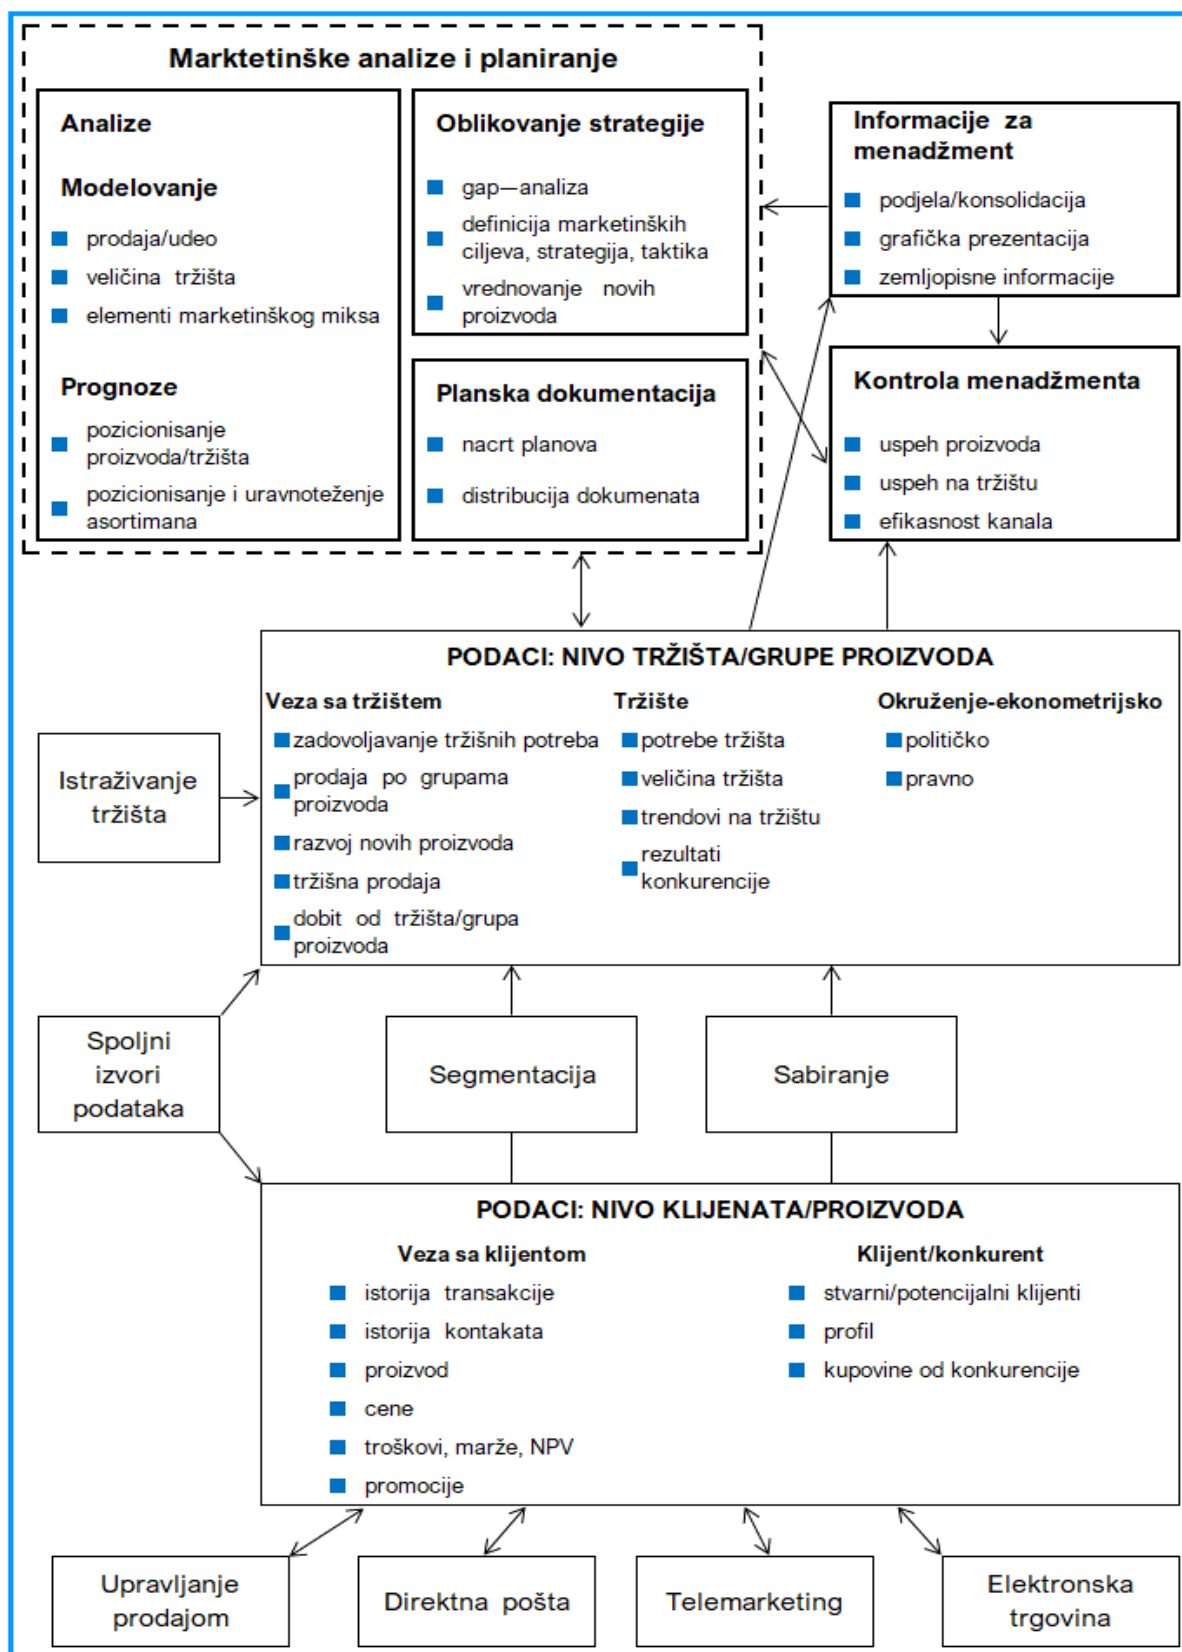 Marktetinške analize i planiranje
Analize
Modelovanje
prodaja/udeo
veličina tržišta
elementi marketinškog miksa
Prognoze
pozicionisanje
proizvoda/tržišta
pozicionisanje i uravnoteženje
asortimana
Oblikovanje strategije
gap—analiza
definicija marketinških
ciljeva, strategija, taktika
vrednovanje novih
proizvoda
Planska dokumentacija
nacrt planova
distribucija dokumenata
Informacije za
menadžment
podjela/konsolidacija
grafička prezentacija
zemljopisne informacije
Kontrola menadžmenta
uspeh proizvoda
uspeh na tržištu
efikasnost kanala
PODACI: NIVO TRŽIŠTA/GRUPE PROIZVODA
Veza sa tržištem
zadovoljavanje tržišnih potreba
prodaja po grupama
proizvoda
razvoj novih proizvoda
tržišna prodaja
dobit od tržišta/grupa
proizvoda
Tržište
potrebe tržišta
veličina tržišta
trendovi na tržištu
rezultati
konkurencije
Okruženje-ekonometrijsko
političko
pravno
Istraživanje
tržišta
Spoljni
izvori
podataka
Segmentacija
Sabiranje
PODACI: NIVO KLIJENATA/PROIZVODA
Veza sa klijentom
istorija transakcije
istorija kontakata
proizvod
cene
troškovi, marže, NPV
promocije
Klijent/konkurent
stvarni/potencijalni klijenti
profil
kupovine od konkurencije
Upravljanje
prodajom
Direktna pošta
Telemarketing
Elektronska
trgovina